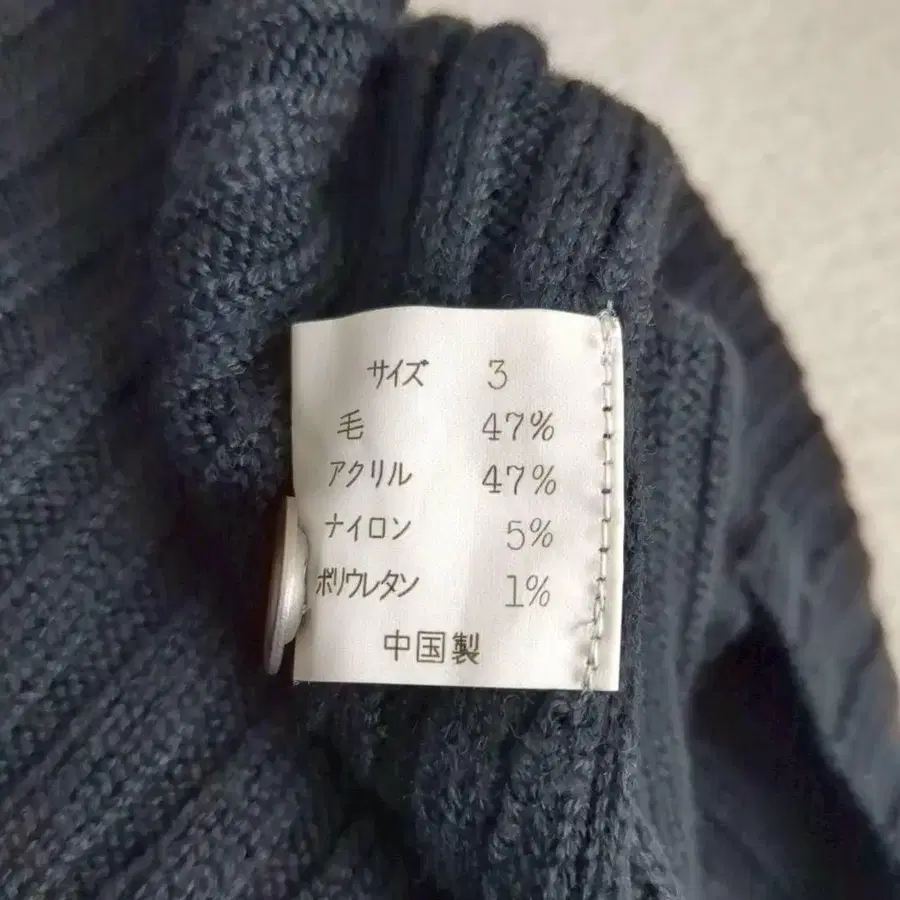 サイズ 3
毛 47%
アクリル 47%
ナイロン 5%
ポリウレタン 1%
中国製